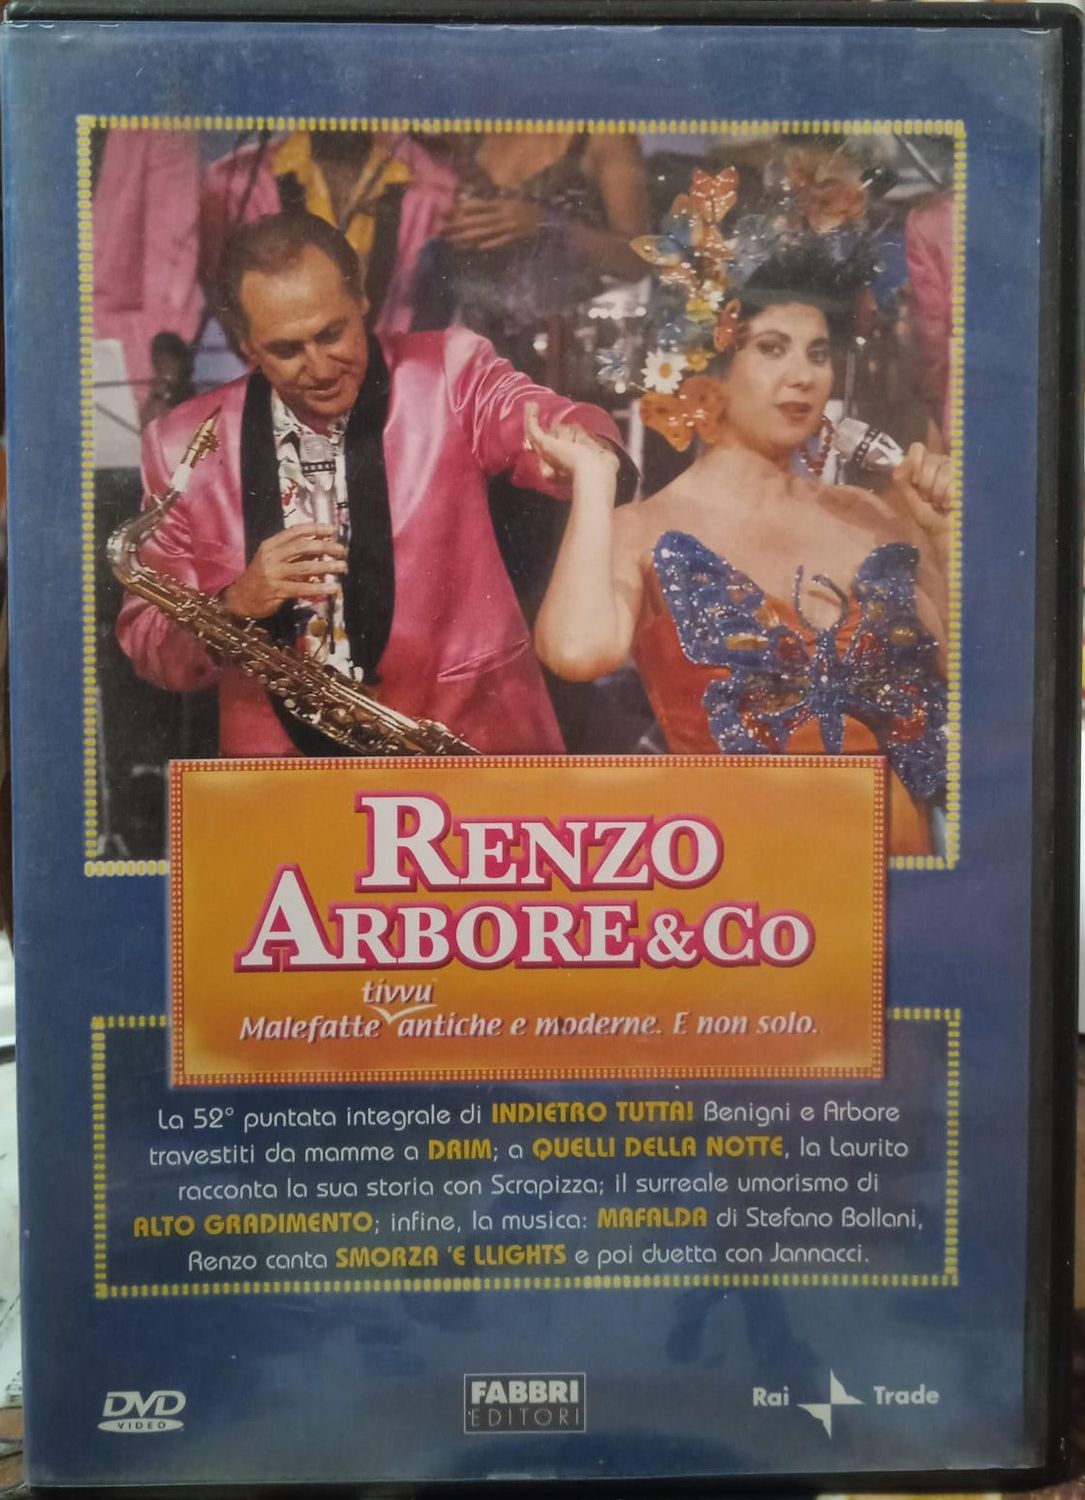 RENZO
ARBORE & CO
tivvu
Malefatte antiche e moderne. E non solo.
La 52° puntata integrale di INDIETRO TUTTA! Benigni e Arbore
travestiti da mamme a DRIM; a QUELLI DELLA NOTTE, la Laurito
racconta la sua storia con Scrapizza; il surreale umorismo di
ALTO GRADIMENTO; infine, la musica: MAFALDA di Stefano Bollani,
Renzo canta SMORZA 'E LLIGHTS e poi duetta con Jannacci.
DVD
VIDEO
FABBRI
EDITORI
Rai Trade